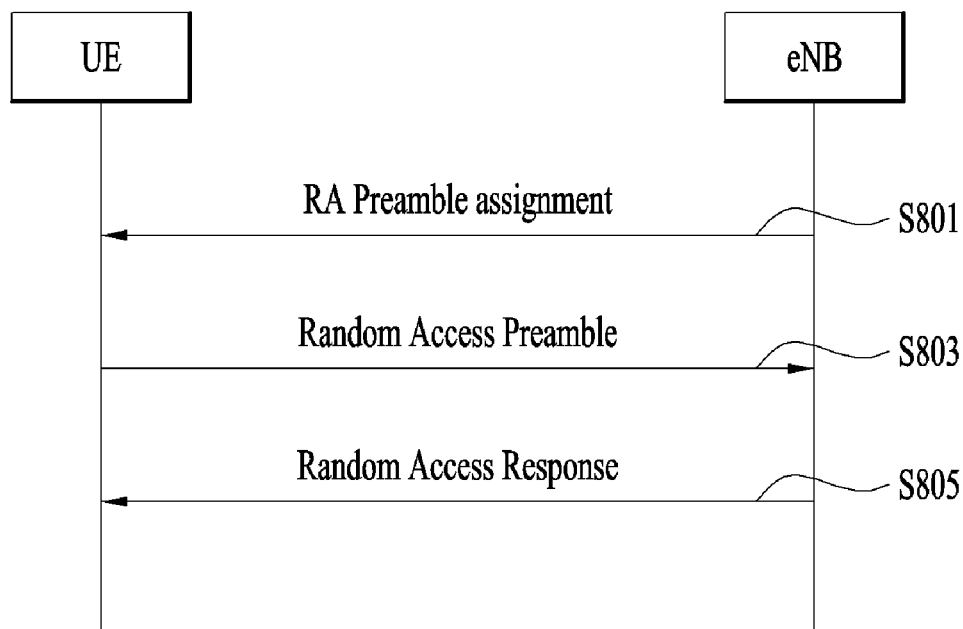 UE
eNB
RA Preamble assignment
S801
Random Access Preamble
S803
Random Access Response
S805